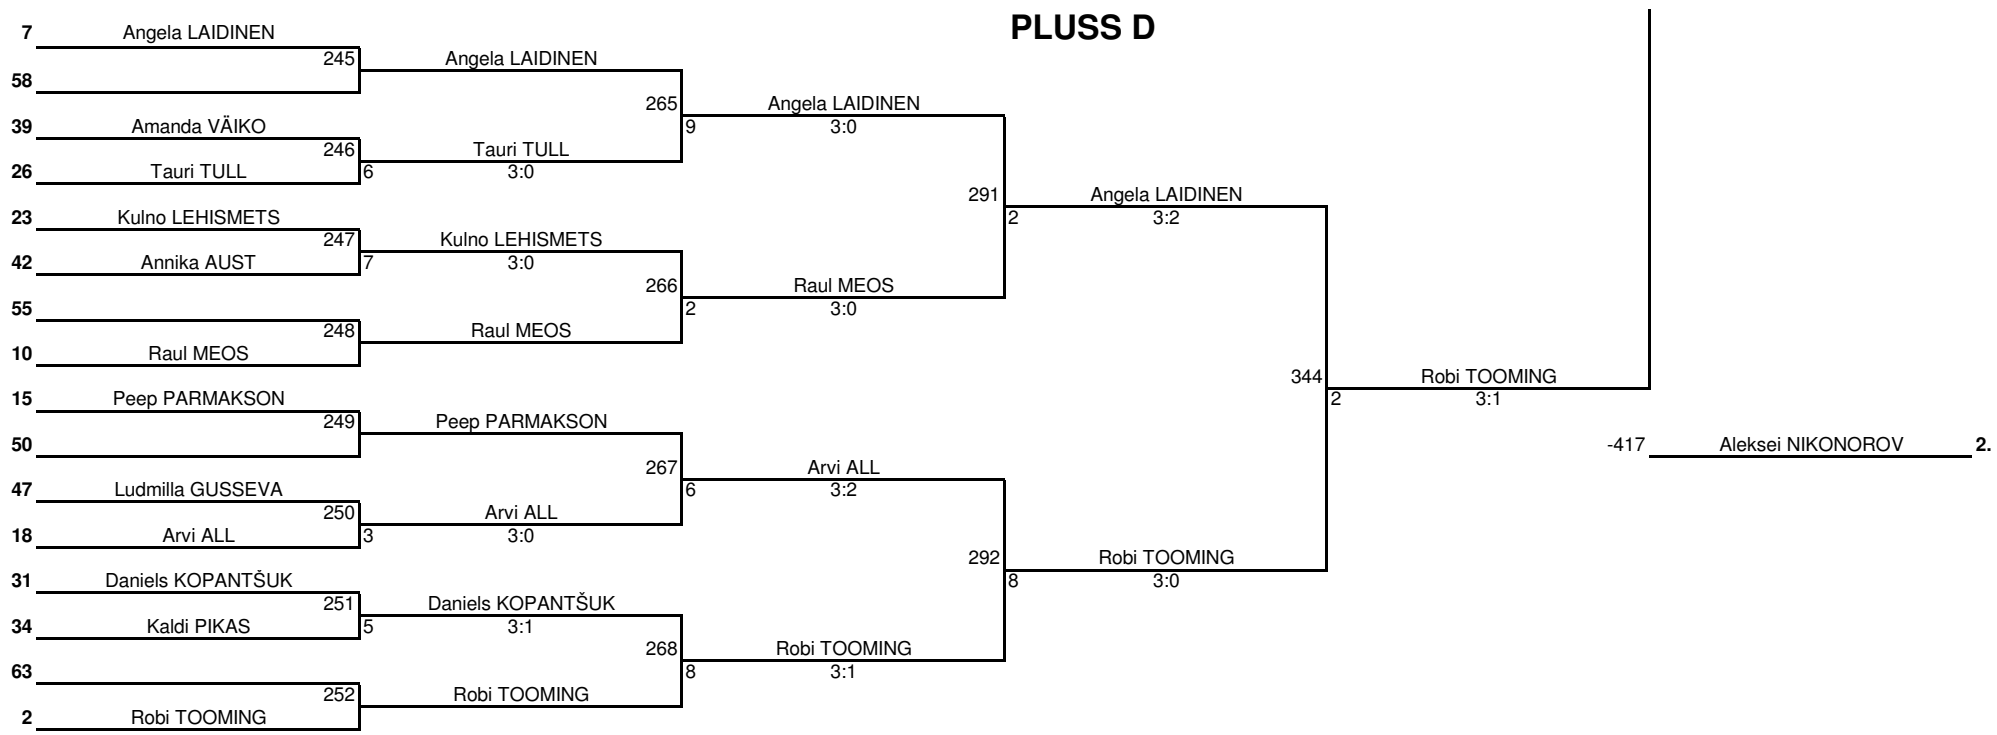 PLUSS D
7 Angela LAIDINEN
245 Angela LAIDINEN
58
265 Angela LAIDINEN
9 3:0
39 Amanda VÄIKO
246 Tauri TULL
26 Tauri TULL 6 3:0
291 Angela LAIDINEN
2 3:2
23 Kulno LEHISMETS
247 Kulno LEHISMETS
42 Annika AUST 7 3:0
266 Raul MEOS
2 3:0
55
248 Raul MEOS
10 Raul MEOS
344 Robi TOOMING
2 3:1
15 Peep PARMAKSON
249 Peep PARMAKSON
50
-417 Aleksei NIKONOROV 2.
267 Arvi ALL
6 3:2
47 Ludmilla GUSSEVA
250 Arvi ALL
18 Arvi ALL 3 3:0
292 Robi TOOMING
8 3:0
31 Daniels KOPANTŠUK
251 Daniels KOPANTŠUK
34 Kaldi PIKAS 5 3:1
268 Robi TOOMING
8 3:1
63
252 Robi TOOMING
2 Robi TOOMING